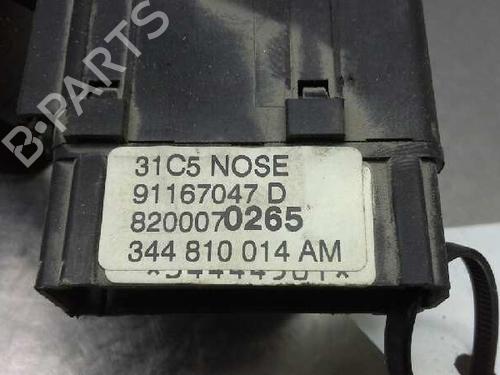 B-PARTS
31C5 NOSE
91167047 D
8200070265
344 810 014 AM